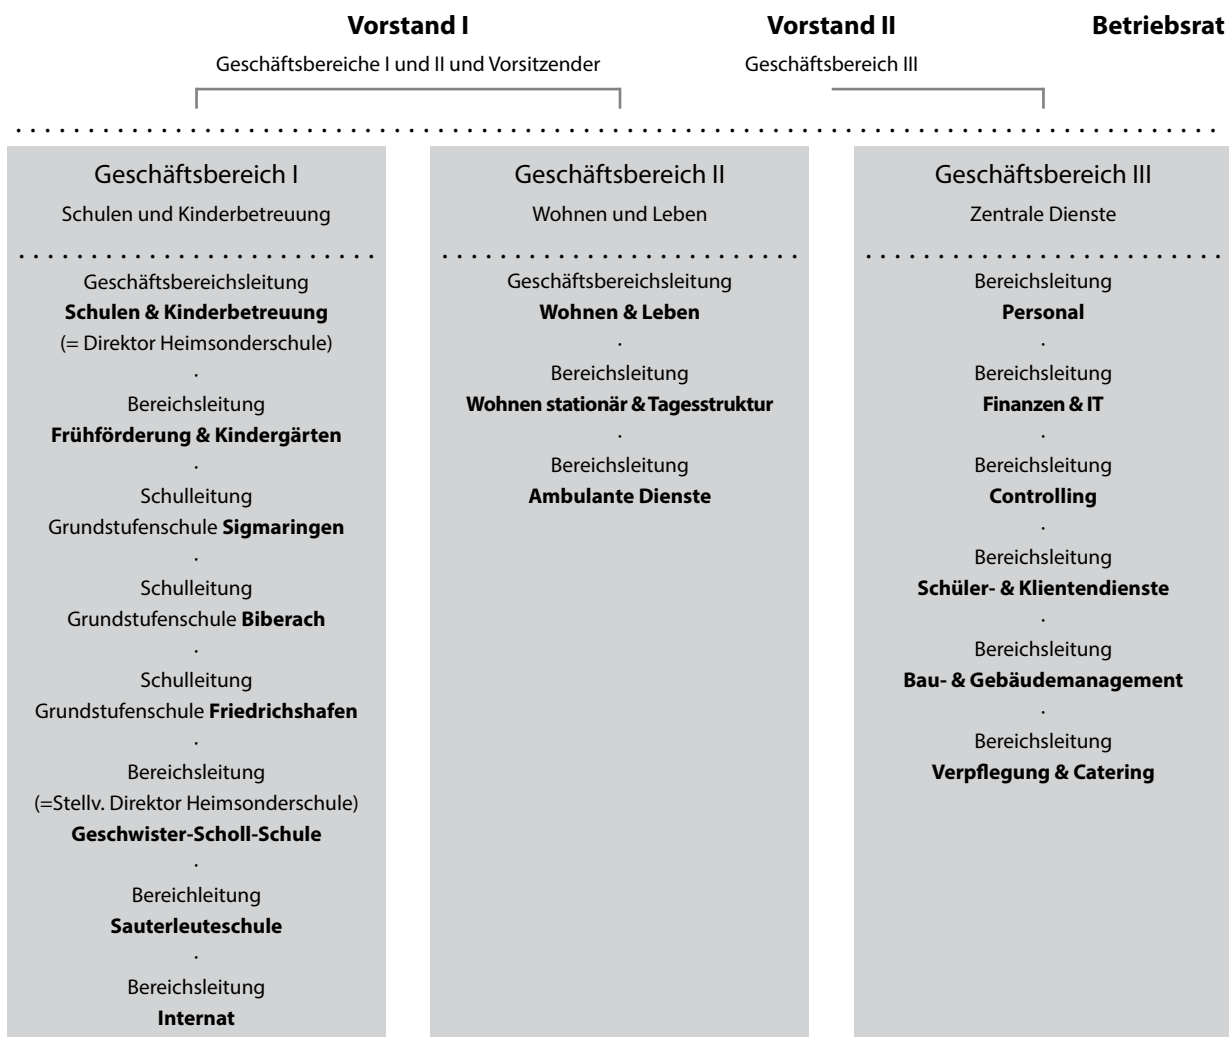 Vorstand I
Geschäftsbereiche I und II und Vorsitzender
Vorstand II
Geschäftsbereich III
Betriebsrat
Geschäftsbereich I
Schulen und Kinderbetreuung
Geschäftsbereichsleitung
Schulen & Kinderbetreuung
(= Direktor Heimsonderschule)
·
Bereichsleitung
Frühförderung & Kindergärten
·
Schulleitung
Grundstufenschule Sigmaringen
·
Schulleitung
Grundstufenschule Biberach
·
Schulleitung
Grundstufenschule Friedrichshafen
·
Bereichsleitung
(=Stellv. Direktor Heimsonderschule)
Geschwister-Scholl-Schule
·
Bereichleitung
Sauterleuteschule
·
Bereichsleitung
Internat
Geschäftsbereich II
Wohnen und Leben
Geschäftsbereichsleitung
Wohnen & Leben
·
Bereichsleitung
Wohnen stationär & Tagesstruktur
·
Bereichsleitung
Ambulante Dienste
Geschäftsbereich III
Zentrale Dienste
Bereichsleitung
Personal
·
Bereichsleitung
Finanzen & IT
·
Bereichsleitung
Controlling
·
Bereichsleitung
Schüler- & Klientendienste
·
Bereichsleitung
Bau- & Gebäudemanagement
·
Bereichsleitung
Verpflegung & Catering